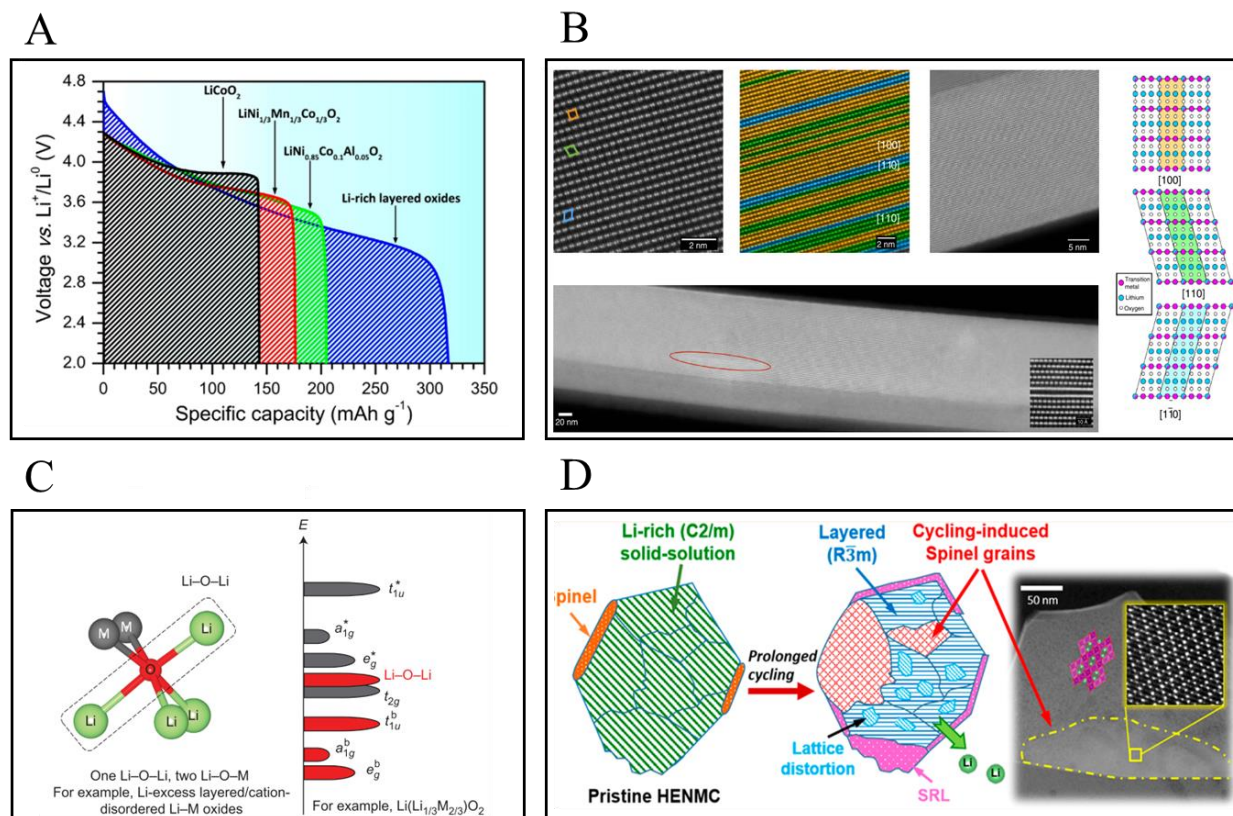 A
4.8
4.4
4.0
3.6
3.2
2.8
2.4
2.0
Voltage vs. Li⁺/Li⁰ (V)
LiCoO₂
LiNi₁/₃Mn₁/₃Co₁/₃O₂
LiNi₀.₈₅Co₀.₁Al₀.₀₅O₂
Li-rich layered oxides
0 50 100 150 200 250 300 350
Specific capacity (mAh g⁻¹)
B
2 nm
[100]
[110]
[110]
2 nm
5 nm
20 nm
[100]
Transition
metal
Lithium
Oxygen
[110]
[11̄0]
C
Li–O–Li
M
M
Li
O
Li
Li
Li
One Li–O–Li, two Li–O–M
For example, Li-excess layered/cation-
disordered Li–M oxides
E
t*₁ᵤ
a*₁g
e*g
Li–O–Li
t₂g
tᵇ₁ᵤ
aᵇ₁g
eᵇg
For example, Li(Li₁/₃M₂/₃)O₂
D
Li-rich (C2/m)
solid-solution
Spinel
Pristine HENMC
Prolonged
cycling
Layered
(R3̄m)
Cycling-induced
Spinel grains
Lattice
distortion
SRL
Li
Li
50 nm